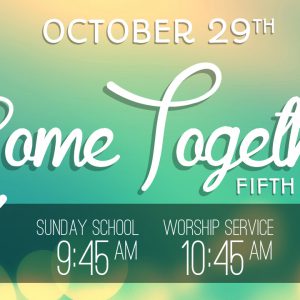 OCTOBER 29TH
Come Togeth
FIFTH
SUNDAY SCHOOL WORSHIP SERVICE
9:45 AM 10:45 AM